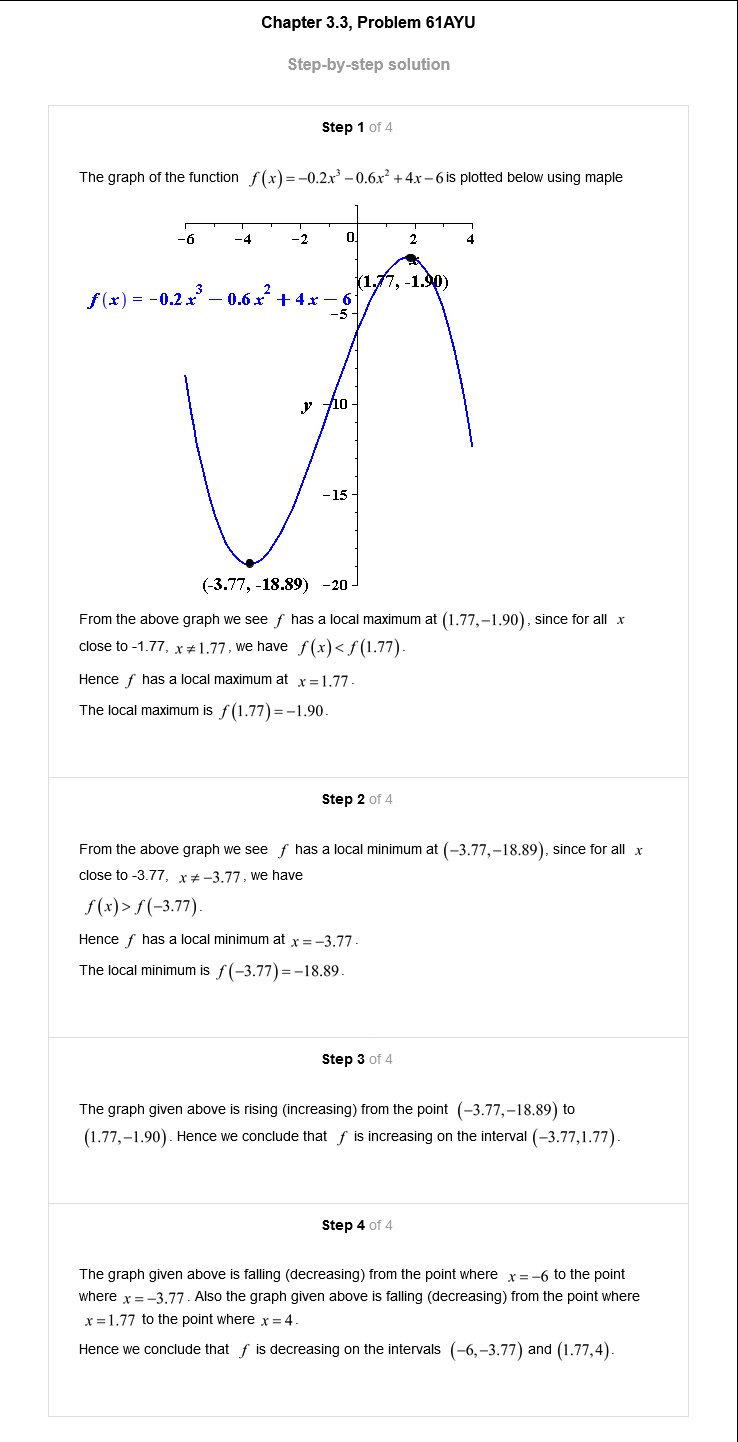 Chapter 3.3, Problem 61AYU
Step-by-step solution
Step 1 of 4
The graph of the function f(x)=−0.2x³−0.6x²+4x−6 is plotted below using maple
−6 −4 −2 0 2 4
(1.77, -1.90)
f(x) = −0.2x³ − 0.6x² + 4x − 6
−5
y −10
−15
(-3.77, -18.89) −20
From the above graph we see f has a local maximum at (1.77,−1.90), since for all x
close to -1.77, x≠1.77, we have f(x)<f(1.77).
Hence f has a local maximum at x=1.77.
The local maximum is f(1.77)=−1.90.
Step 2 of 4
From the above graph we see f has a local minimum at (−3.77,−18.89), since for all x
close to -3.77, x≠−3.77, we have
f(x)>f(−3.77).
Hence f has a local minimum at x=−3.77.
The local minimum is f(−3.77)=−18.89.
Step 3 of 4
The graph given above is rising (increasing) from the point (−3.77,−18.89) to
(1.77,−1.90). Hence we conclude that f is increasing on the interval (−3.77,1.77).
Step 4 of 4
The graph given above is falling (decreasing) from the point where x=−6 to the point
where x=−3.77. Also the graph given above is falling (decreasing) from the point where
x=1.77 to the point where x=4.
Hence we conclude that f is decreasing on the intervals (−6,−3.77) and (1.77,4).